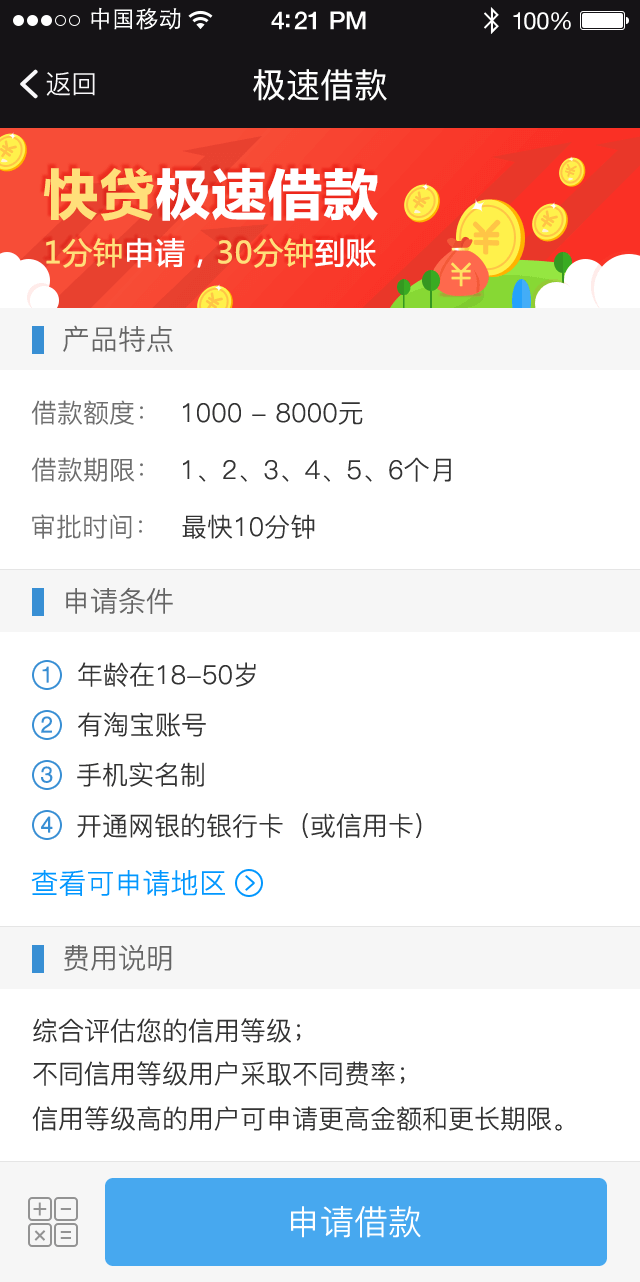 中国移动 4:21 PM 100%
返回 极速借款
快贷极速借款
1分钟申请，30分钟到账
产品特点
借款额度： 1000 – 8000元
借款期限： 1、2、3、4、5、6个月
审批时间： 最快10分钟
申请条件
① 年龄在18–50岁
② 有淘宝账号
③ 手机实名制
④ 开通网银的银行卡（或信用卡）
查看可申请地区
费用说明
综合评估您的信用等级；
不同信用等级用户采取不同费率；
信用等级高的用户可申请更高金额和更长期限。
申请借款